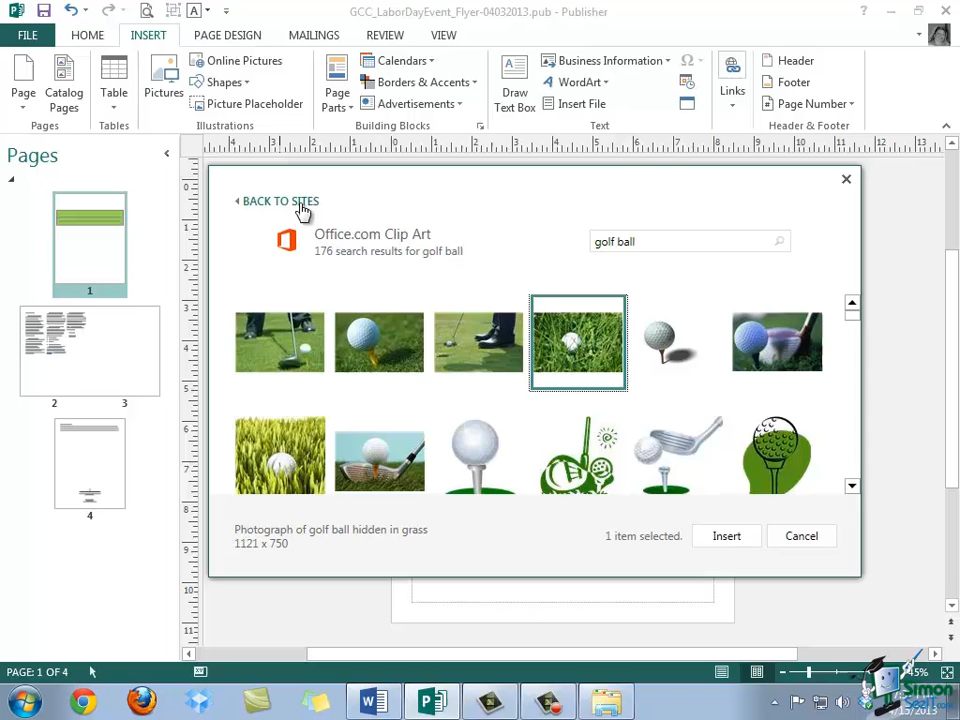 GCC_LaborDayEvent_Flyer-04032013.pub - Publisher
FILE
HOME
INSERT
PAGE DESIGN
MAILINGS
REVIEW
VIEW
Page
Catalog Pages
Table
Pictures
Online Pictures
Shapes
Picture Placeholder
Page Parts
Calendars
Borders & Accents
Advertisements
Draw Text Box
Business Information
WordArt
Insert File
Links
Header
Footer
Page Number
Pages
Tables
Illustrations
Building Blocks
Text
Header & Footer
Pages
1
2 3
4
BACK TO SITES
Office.com Clip Art
176 search results for golf ball
golf ball
Photograph of golf ball hidden in grass
1121 x 750
1 item selected.
Insert
Cancel
PAGE: 1 OF 4
45%
Simon
Sez IT